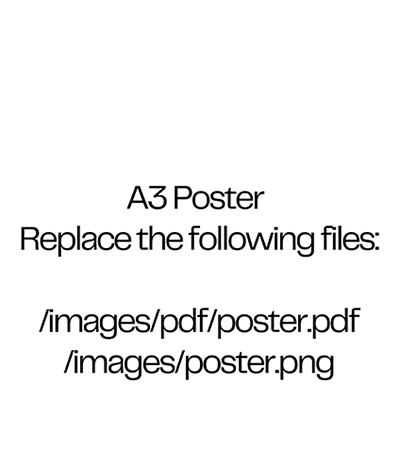 A3 Poster
Replace the following files:
/images/pdf/poster.pdf
/images/poster.png